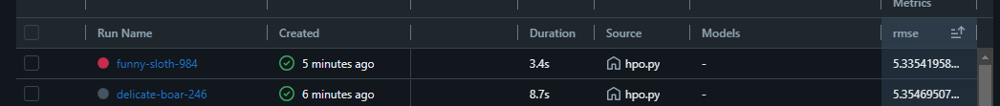 Metrics
Run Name Created Duration Source Models rmse
funny-sloth-984 5 minutes ago 3.4s hpo.py - 5.33541958...
delicate-boar-246 6 minutes ago 8.7s hpo.py - 5.35469507...